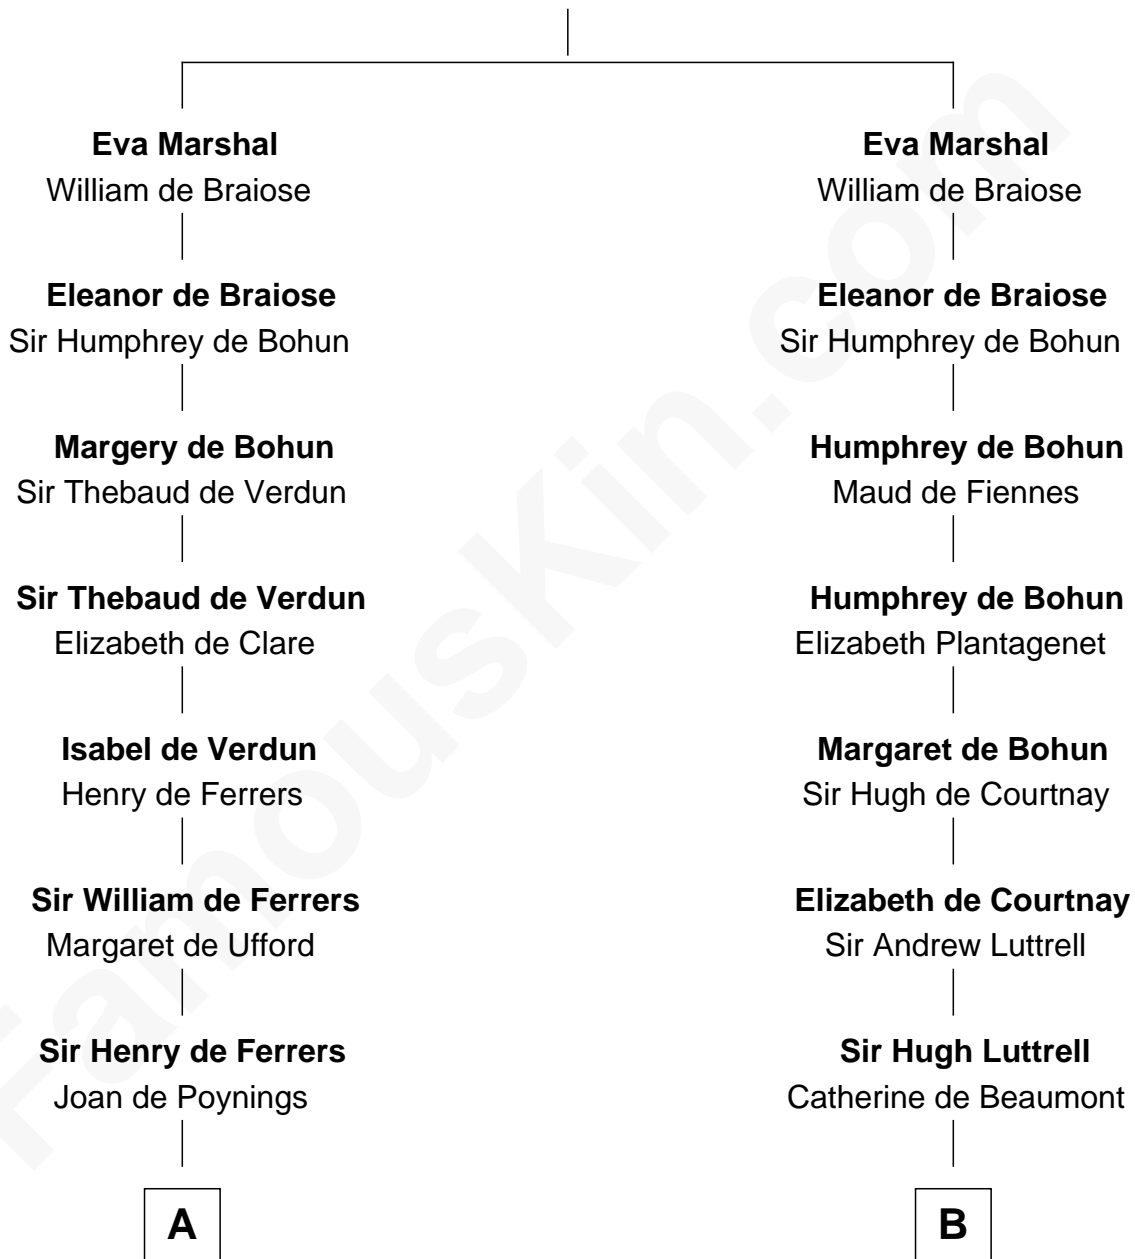 Eva Marshal
William de Braiose
Eleanor de Braiose
Sir Humphrey de Bohun
Margery de Bohun
Sir Thebaud de Verdun
Sir Thebaud de Verdun
Elizabeth de Clare
Isabel de Verdun
Henry de Ferrers
Sir William de Ferrers
Margaret de Ufford
Sir Henry de Ferrers
Joan de Poynings
A
Eva Marshal
William de Braiose
Eleanor de Braiose
Sir Humphrey de Bohun
Humphrey de Bohun
Maud de Fiennes
Humphrey de Bohun
Elizabeth Plantagenet
Margaret de Bohun
Sir Hugh de Courtnay
Elizabeth de Courtnay
Sir Andrew Luttrell
Sir Hugh Luttrell
Catherine de Beaumont
B
FamousKin.com